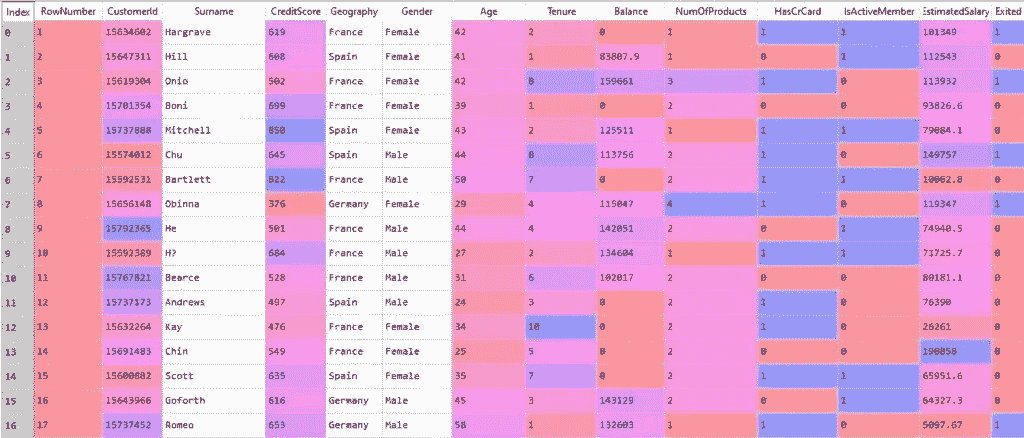 Index RowNumber CustomerId Surname CreditScore Geography Gender Age Tenure Balance NumOfProducts HasCrCard IsActiveMember EstimatedSalary Exited
0 1 15634602 Hargrave 619 France Female 42 2 0 1 1 1 101349 1
1 2 15647311 Hill 608 Spain Female 41 1 83807.9 1 0 1 112543 0
2 3 15619304 Onio 502 France Female 42 8 159661 3 1 0 113932 1
3 4 15701354 Boni 699 France Female 39 1 0 2 0 0 93826.6 0
4 5 15737888 Mitchell 850 Spain Female 43 2 125511 1 1 1 79084.1 0
5 6 15574012 Chu 645 Spain Male 44 8 113756 2 1 0 149757 1
6 7 15592531 Bartlett 822 France Male 50 7 0 2 1 1 10062.8 0
7 8 15656148 Obinna 376 Germany Female 29 4 115047 4 1 0 119347 1
8 9 15792365 He 501 France Male 44 4 142051 2 0 1 74940.5 0
9 10 15592389 H? 684 France Male 27 2 134604 1 1 1 71725.7 0
10 11 15767821 Bearce 528 France Male 31 6 102017 2 0 0 80181.1 0
11 12 15737173 Andrews 497 Spain Male 24 3 0 2 1 0 76390 0
12 13 15632264 Kay 476 France Female 34 10 0 2 1 0 26261 0
13 14 15691483 Chin 549 France Female 25 5 0 2 0 0 190858 0
14 15 15600882 Scott 635 Spain Female 35 7 0 2 1 1 65951.6 0
15 16 15643966 Goforth 616 Germany Male 45 3 143129 2 0 1 64327.3 0
16 17 15737452 Romeo 653 Germany Male 58 1 132603 1 1 0 5097.67 1